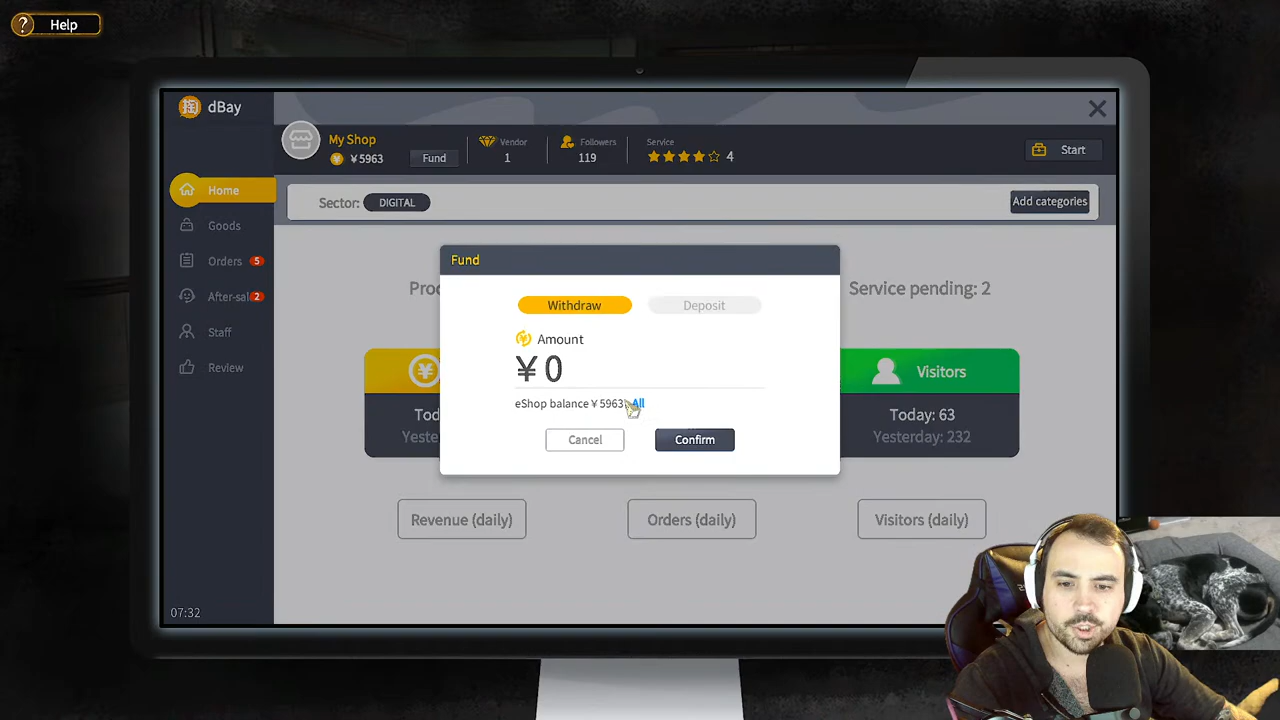 ? Help
淘 dBay
My Shop
¥5963
Fund
Vendor
1
Followers
119
Service
4
Start
Home
Sector: DIGITAL
Add categories
Goods
Orders 5
After-sal 2
Staff
Review
Fund
Withdraw
Deposit
Amount
¥ 0
eShop balance ¥5963 All
Cancel
Confirm
Service pending: 2
Visitors
Today: 63
Yesterday: 232
Revenue (daily)
Orders (daily)
Visitors (daily)
07:32